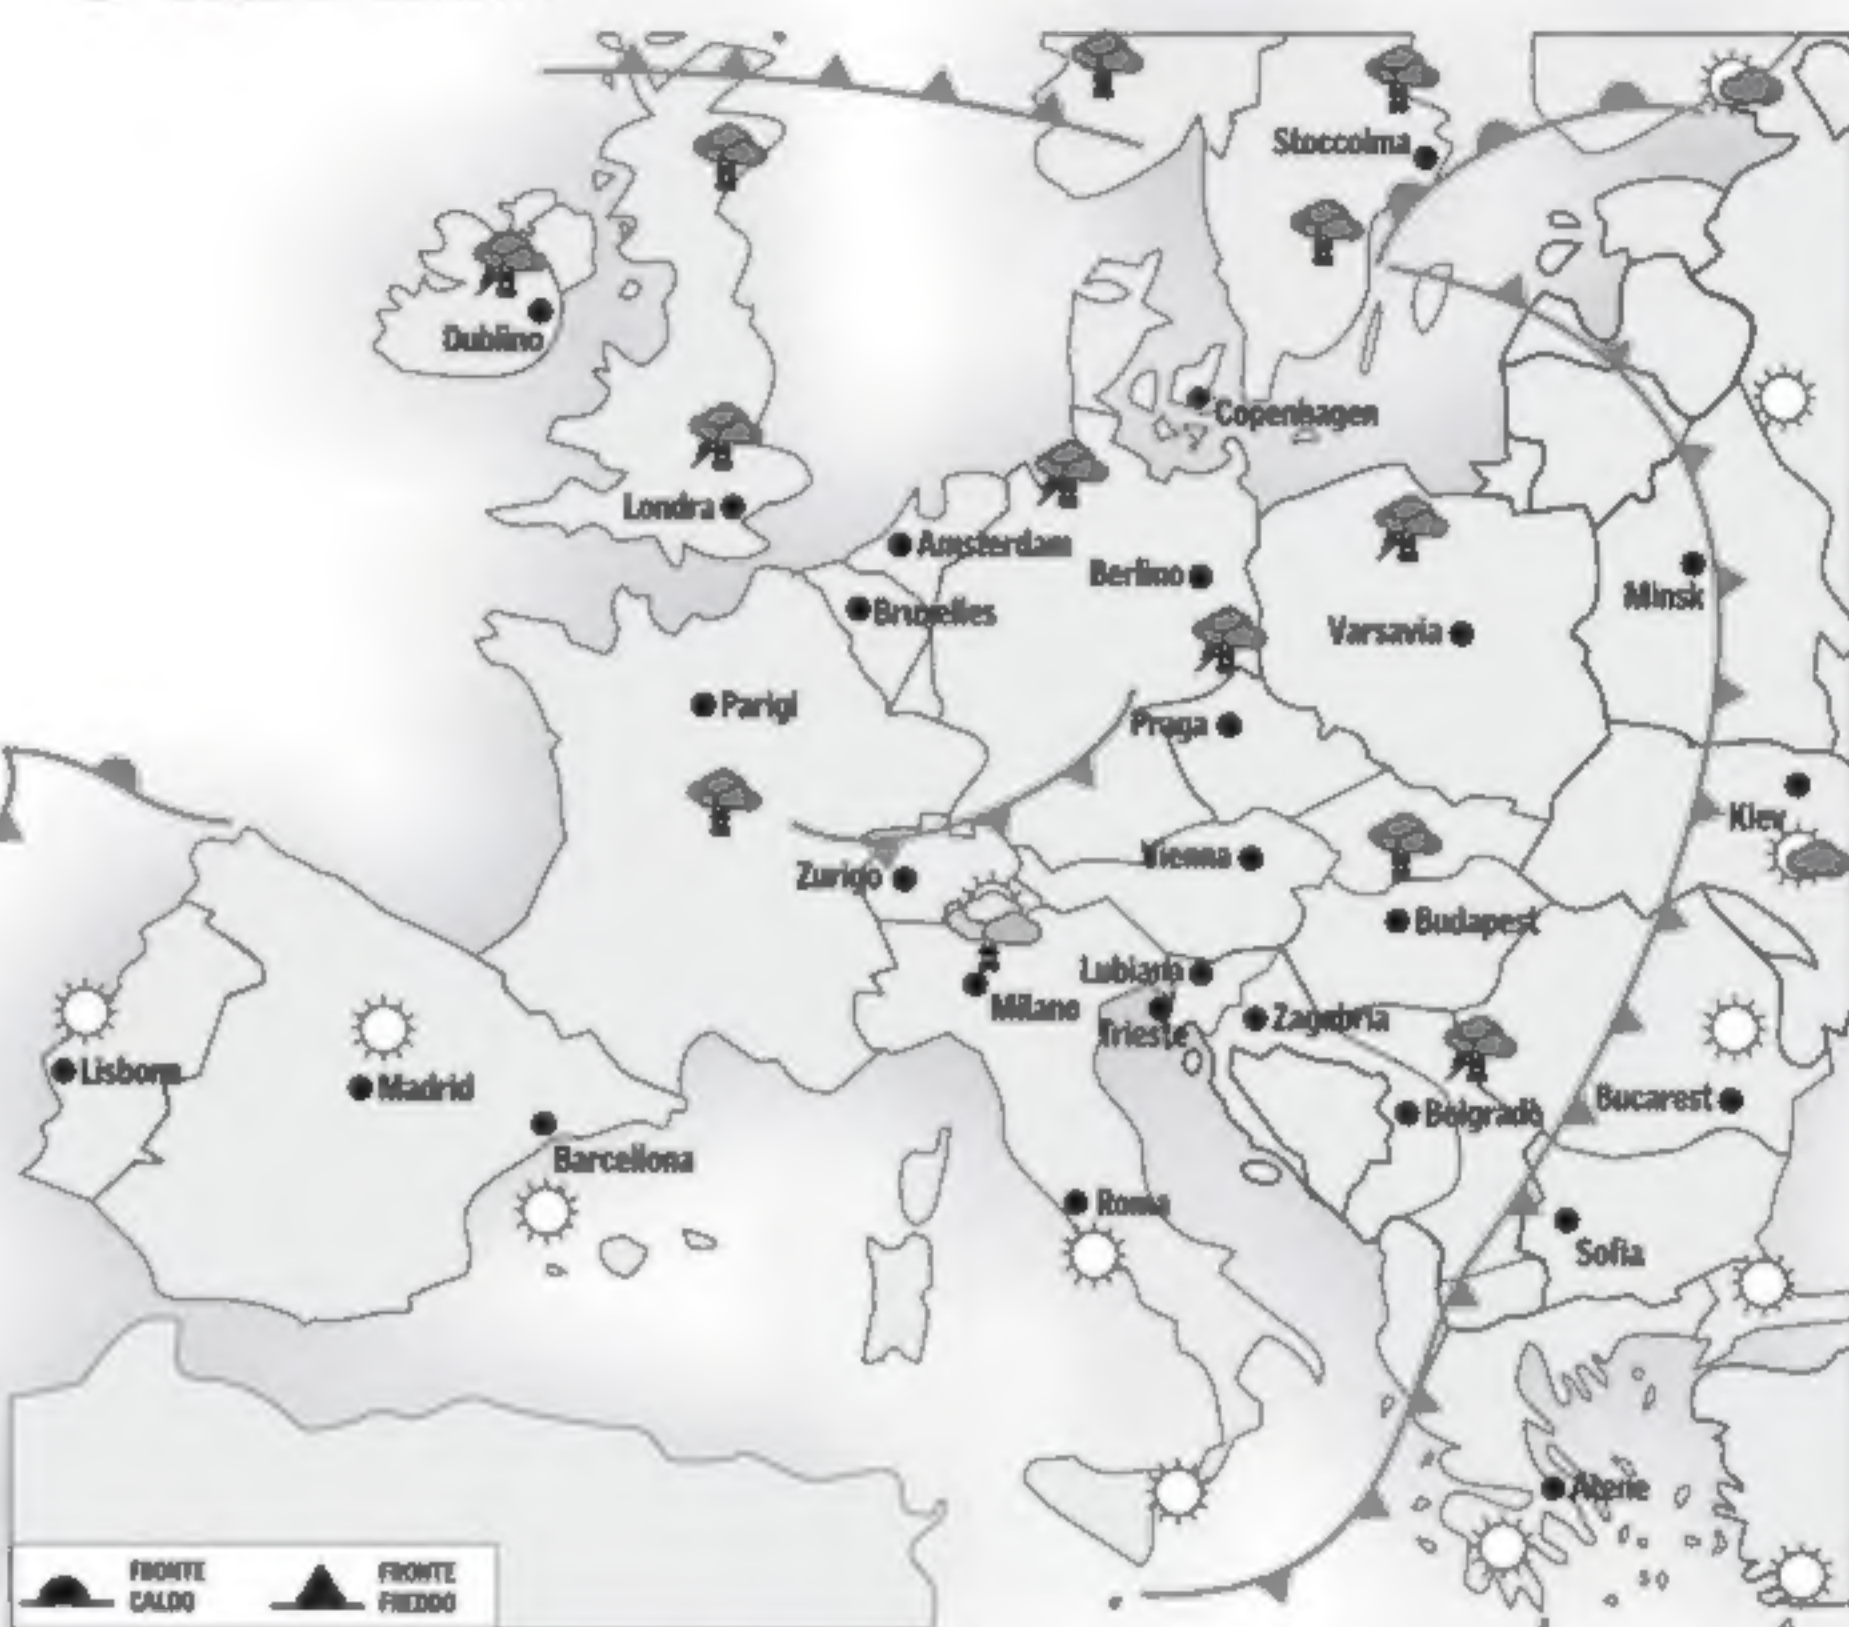 Stoccolma
Dublino
Copenhagen
Londra
Amsterdam
Berlino
Minsk
Bruxelles
Varsavia
Parigi
Praga
Kiev
Vienna
Zurigo
Budapest
Lubiana
Milano
Zagabria
Trieste
Lisbona
Madrid
Bucarest
Belgrado
Barcellona
Roma
Sofia
Atene
FRONTE
CALDO
FRONTE
FREDDO